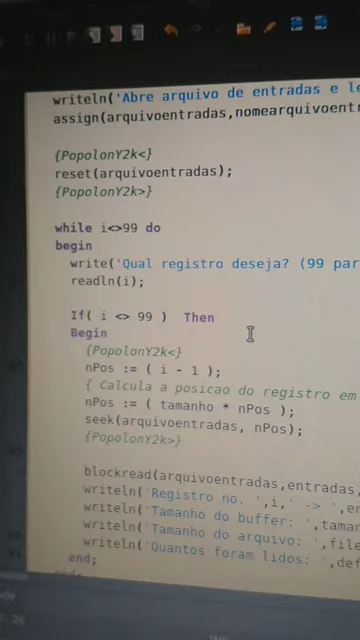 writeln('Abre arquivo de entradas e le
assign(arquivoentradas,nomearquivoent
{PopolonY2k<}
reset(arquivoentradas);
{PopolonY2k>}
while i<>99 do
begin
write('Qual registro deseja? (99 par
readln(i);
If( i <> 99 ) Then
Begin
{PopolonY2k<}
nPos := ( i - 1 );
{ Calcula a posicao do registro em
nPos := ( tamanho * nPos );
seek(arquivoentradas, nPos);
{PopolonY2k>}
blockread(arquivoentradas,entradas,
writeln('Registro no. ',i,' -> ',en
writeln('Tamanho do buffer: ',taman
writeln('Tamanho do arquivo: ',file
writeln('Quantos foram lidos: ',def
end;